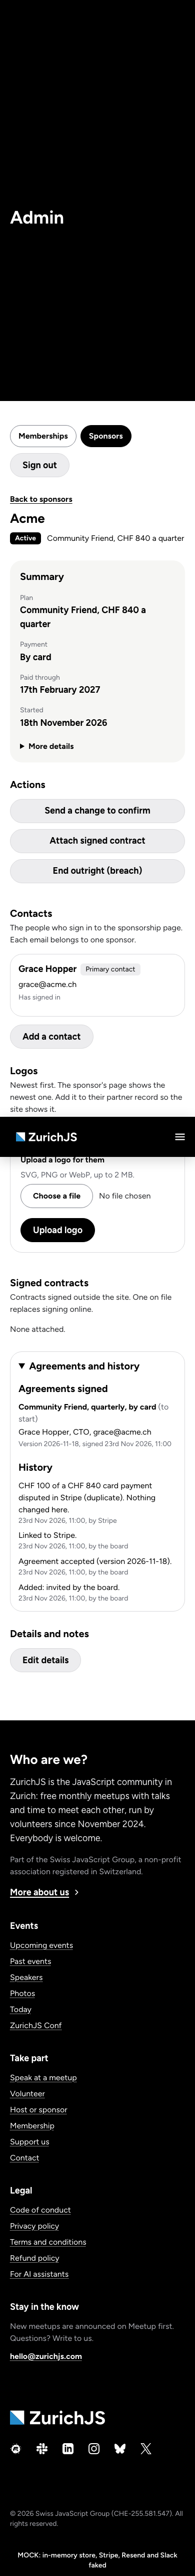 Admin
Memberships
Sponsors
Sign out
Back to sponsors
Acme
Active
Community Friend, CHF 840 a quarter
Summary
Plan
Community Friend, CHF 840 a
quarter
Payment
By card
Paid through
17th February 2027
Started
18th November 2026
More details
Actions
Send a change to confirm
Attach signed contract
End outright (breach)
Contacts
The people who sign in to the sponsorship page.
Each email belongs to one sponsor.
Grace Hopper
Primary contact
grace@acme.ch
Has signed in
Add a contact
Logos
Newest first. The sponsor's page shows the
newest one. Add it to their partner record so the
site shows it.
ZurichJS
Upload a logo for them
SVG, PNG or WebP, up to 2 MB.
Choose a file
No file chosen
Upload logo
Signed contracts
Contracts signed outside the site. One on file
replaces signing online.
None attached.
Agreements and history
Agreements signed
Community Friend, quarterly, by card (to
start)
Grace Hopper, CTO, grace@acme.ch
Version 2026-11-18, signed 23rd Nov 2026, 11:00
History
CHF 100 of a CHF 840 card payment
disputed in Stripe (duplicate). Nothing
changed here.
23rd Nov 2026, 11:00, by Stripe
Linked to Stripe.
23rd Nov 2026, 11:00, by the board
Agreement accepted (version 2026-11-18).
23rd Nov 2026, 11:00, by the board
Added: invited by the board.
23rd Nov 2026, 11:00, by the board
Details and notes
Edit details
Who are we?
ZurichJS is the JavaScript community in
Zurich: free monthly meetups with talks
and time to meet each other, run by
volunteers since November 2024.
Everybody is welcome.
Part of the Swiss JavaScript Group, a non-profit
association registered in Switzerland.
More about us
Events
Upcoming events
Past events
Speakers
Photos
Today
ZurichJS Conf
Take part
Speak at a meetup
Volunteer
Host or sponsor
Membership
Support us
Contact
Legal
Code of conduct
Privacy policy
Terms and conditions
Refund policy
For AI assistants
Stay in the know
New meetups are announced on Meetup first.
Questions? Write to us.
hello@zurichjs.com
ZurichJS
© 2026 Swiss JavaScript Group (CHE-255.581.547). All
rights reserved.
MOCK: in-memory store, Stripe, Resend and Slack
faked